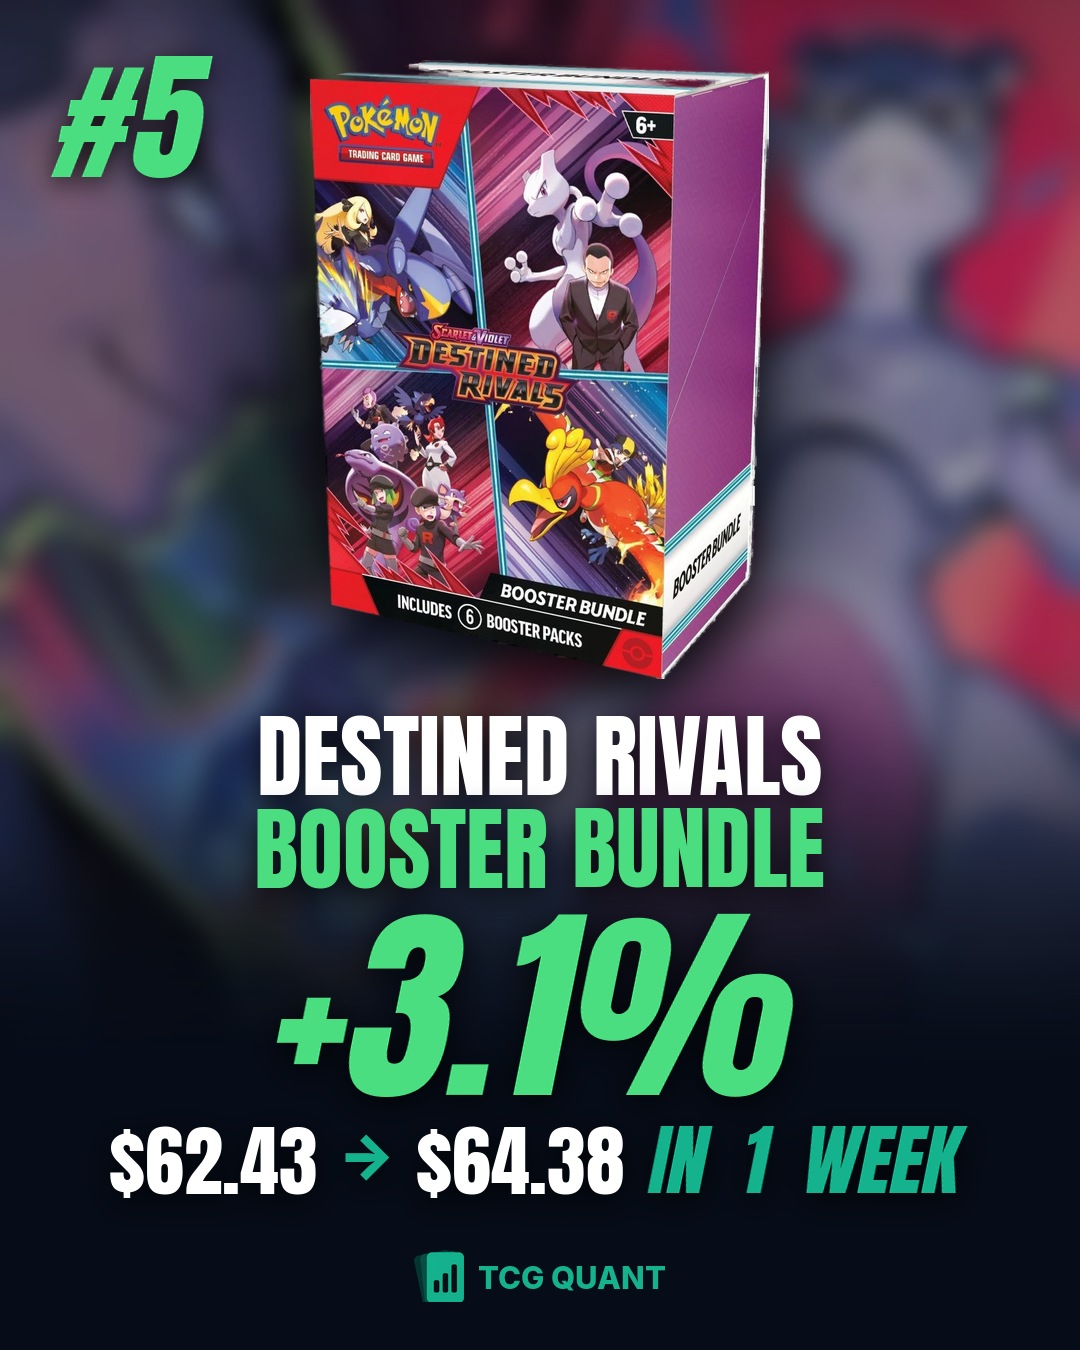 #5
Pokémon
TRADING CARD GAME
6+
SCARLET & VIOLET
DESTINED
RIVALS
R
BOOSTER BUNDLE
INCLUDES 6 BOOSTER PACKS
BOOSTER BUNDLE
DESTINED RIVALS
BOOSTER BUNDLE
+3.1%
$62.43 → $64.38 IN 1 WEEK
TCG QUANT